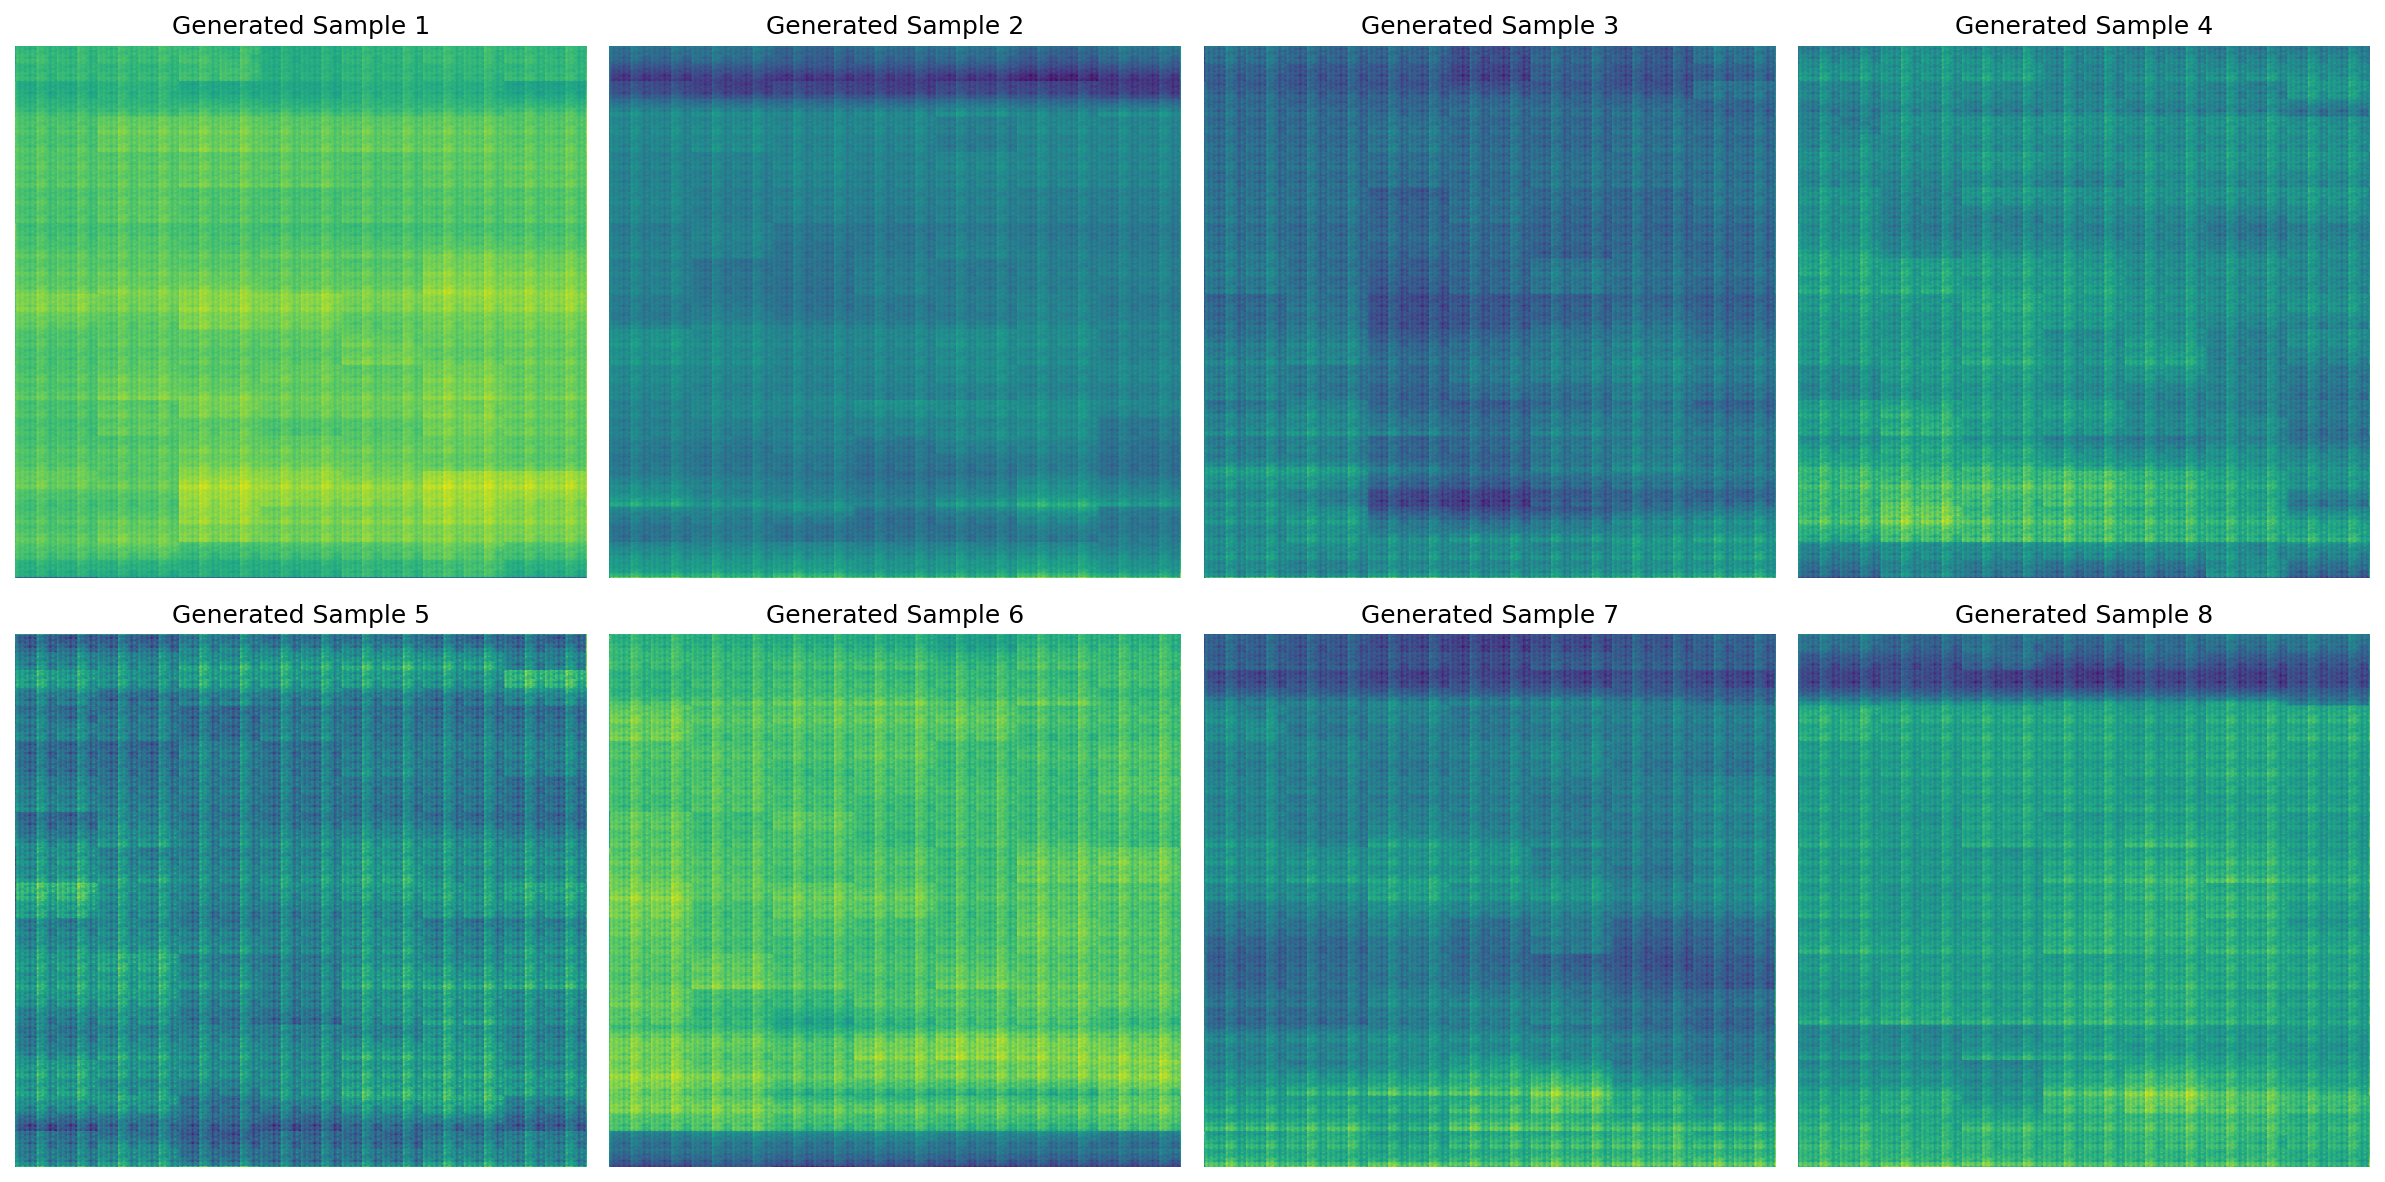 Generated Sample 1
Generated Sample 2
Generated Sample 3
Generated Sample 4
Generated Sample 5
Generated Sample 6
Generated Sample 7
Generated Sample 8